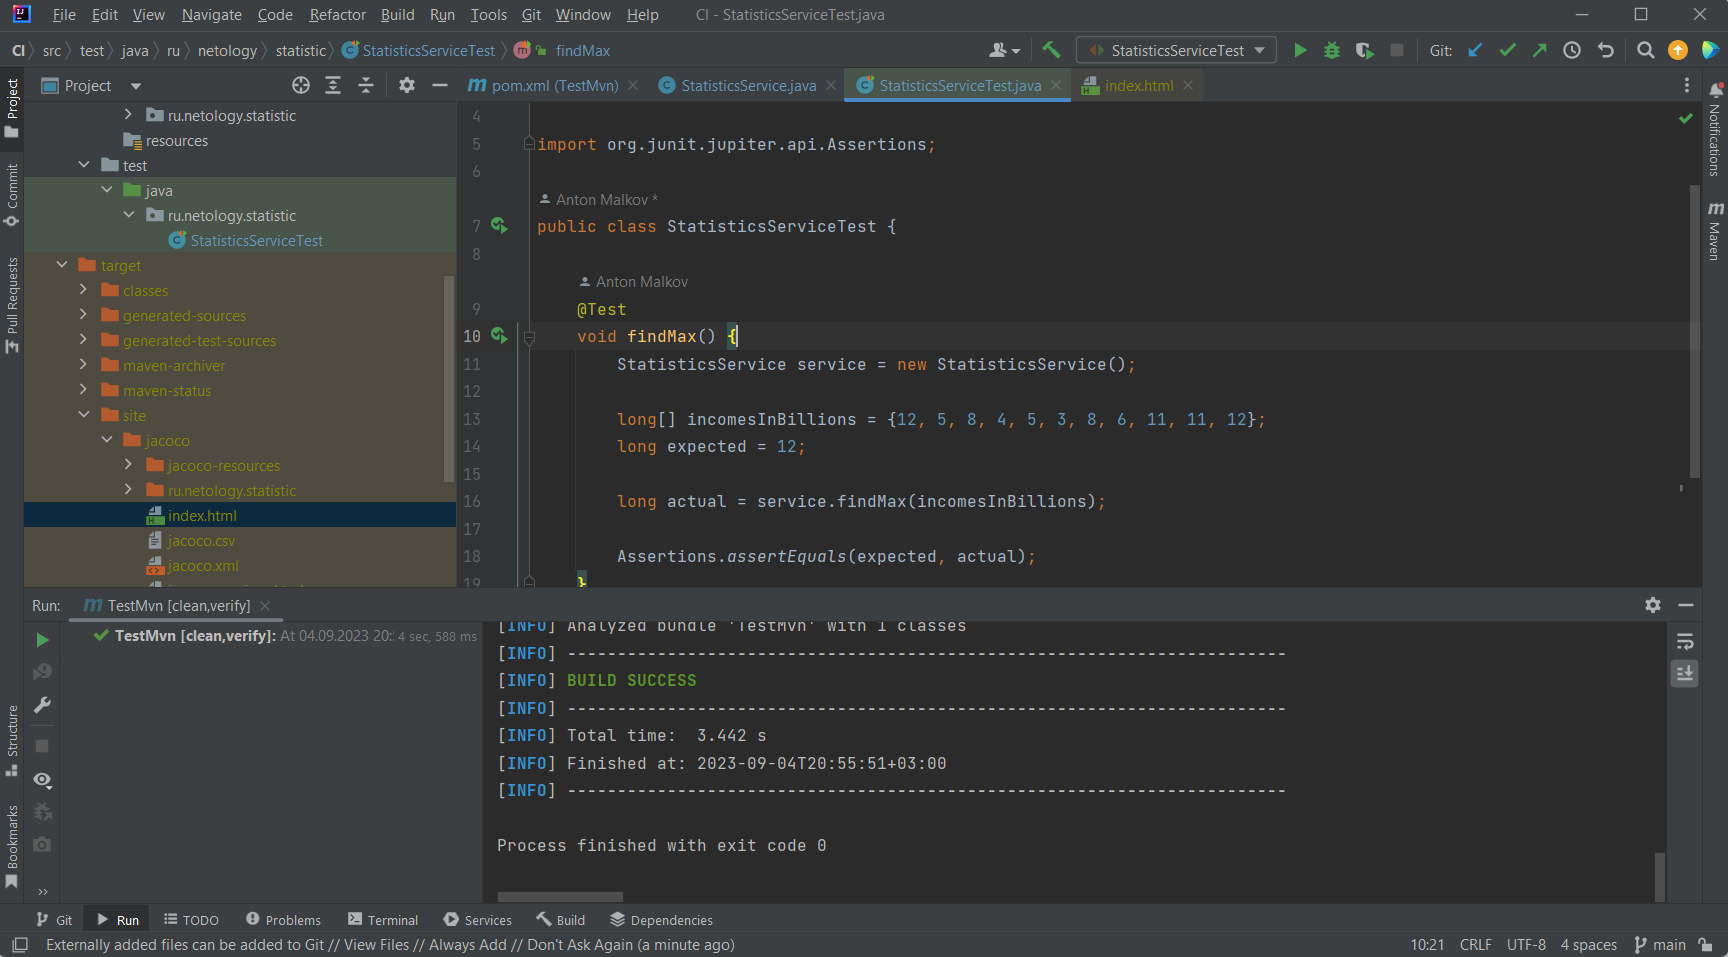 File Edit View Navigate Code Refactor Build Run Tools Git Window Help CI - StatisticsServiceTest.java
CI src test java ru netology statistic StatisticsServiceTest findMax StatisticsServiceTest Git:
Project
pom.xml (TestMvn) StatisticsService.java StatisticsServiceTest.java index.html
Project
Commit
Pull Requests
Structure
Bookmarks
ru.netology.statistic
resources
test
java
ru.netology.statistic
StatisticsServiceTest
target
classes
generated-sources
generated-test-sources
maven-archiver
maven-status
site
jacoco
jacoco-resources
ru.netology.statistic
index.html
jacoco.csv
jacoco.xml
4
5 import org.junit.jupiter.api.Assertions;
6
Anton Malkov *
7 public class StatisticsServiceTest {
8
Anton Malkov
9 @Test
10 void findMax() {
11 StatisticsService service = new StatisticsService();
12
13 long[] incomesInBillions = {12, 5, 8, 4, 5, 3, 8, 6, 11, 11, 12};
14 long expected = 12;
15
16 long actual = service.findMax(incomesInBillions);
17
18 Assertions.assertEquals(expected, actual);
19 }
Notifications
Maven
Run: TestMvn [clean,verify]
TestMvn [clean,verify]: At 04.09.2023 20: 4 sec, 588 ms
[INFO] Analyzed bundle 'TestMvn' with 1 classes
[INFO] ------------------------------------------------------------------------
[INFO] BUILD SUCCESS
[INFO] ------------------------------------------------------------------------
[INFO] Total time:  3.442 s
[INFO] Finished at: 2023-09-04T20:55:51+03:00
[INFO] ------------------------------------------------------------------------
Process finished with exit code 0
Git Run TODO Problems Terminal Services Build Dependencies
Externally added files can be added to Git // View Files // Always Add // Don't Ask Again (a minute ago) 10:21 CRLF UTF-8 4 spaces main